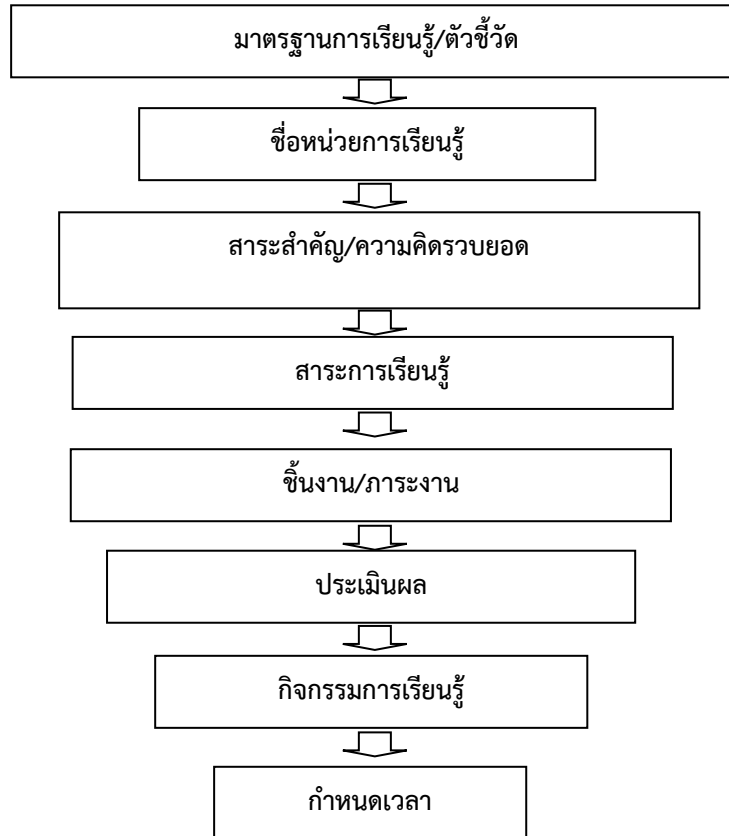 มาตรฐานการเรียนรู้/ตัวชี้วัด
ชื่อหน่วยการเรียนรู้
สาระสำคัญ/ความคิดรวบยอด
สาระการเรียนรู้
ชิ้นงาน/ภาระงาน
ประเมินผล
กิจกรรมการเรียนรู้
กำหนดเวลา